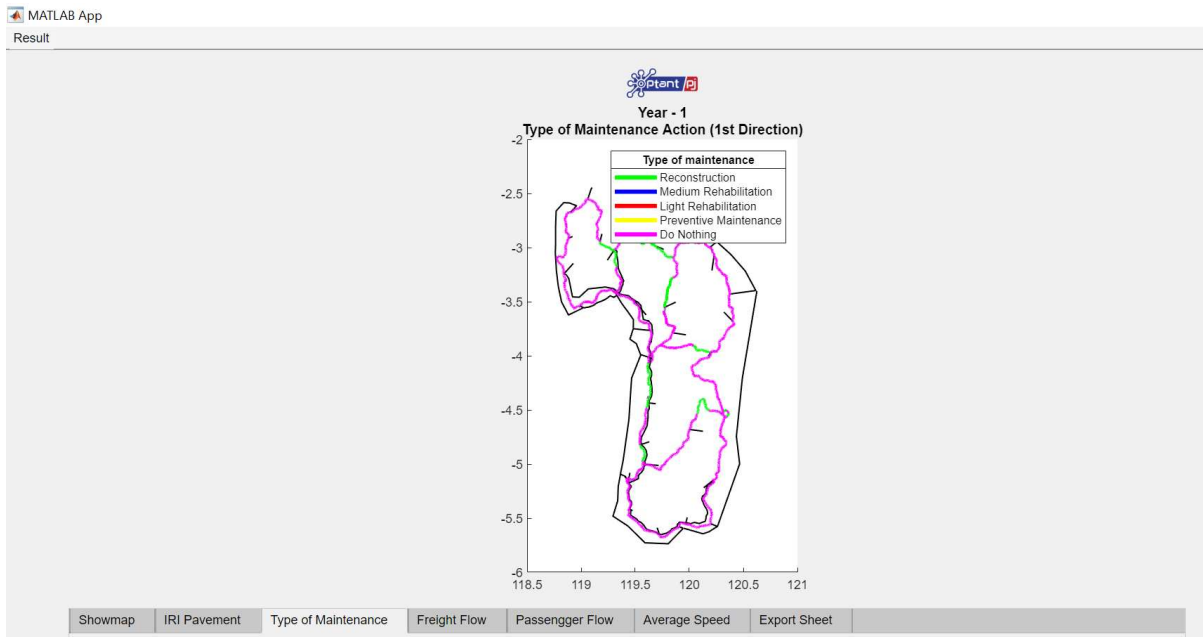 MATLAB App
Result
optant pj
Year - 1
Type of Maintenance Action (1st Direction)
Type of maintenance
Reconstruction
Medium Rehabilitation
Light Rehabilitation
Preventive Maintenance
Do Nothing
-2
-2.5
-3
-3.5
-4
-4.5
-5
-5.5
-6
118.5 119 119.5 120 120.5 121
Showmap IRI Pavement Type of Maintenance Freight Flow Passengger Flow Average Speed Export Sheet